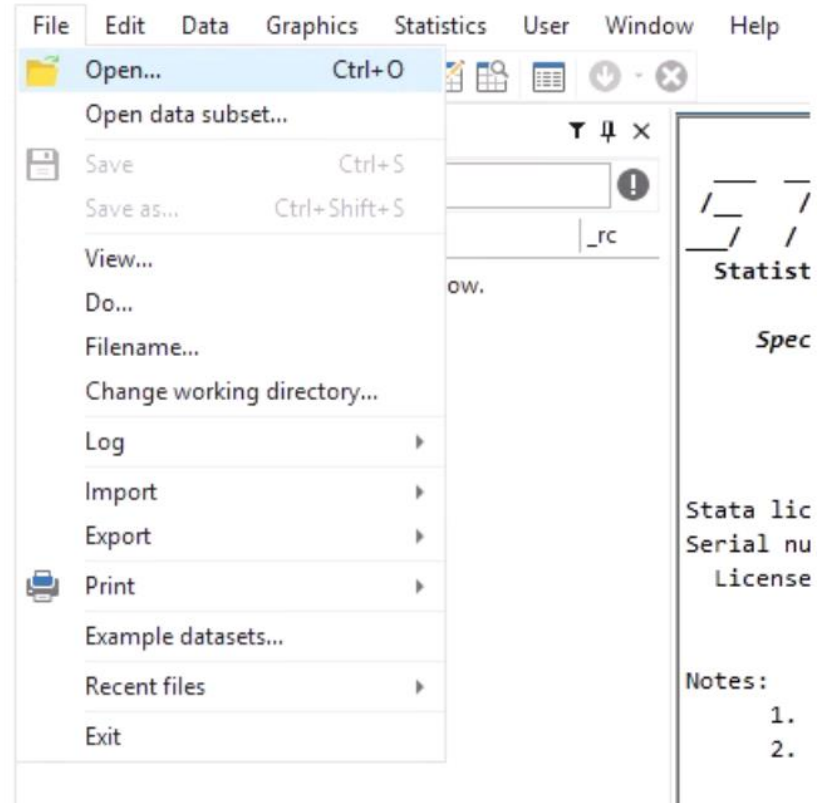 File Edit Data Graphics Statistics User Window Help
Open... Ctrl+O
Open data subset...
Save Ctrl+S
Save as... Ctrl+Shift+S
View...
Do...
Filename...
Change working directory...
Log
Import
Export
Print
Example datasets...
Recent files
Exit
_rc
ow.
Statist
Spec
Stata lic
Serial nu
License
Notes:
1.
2.